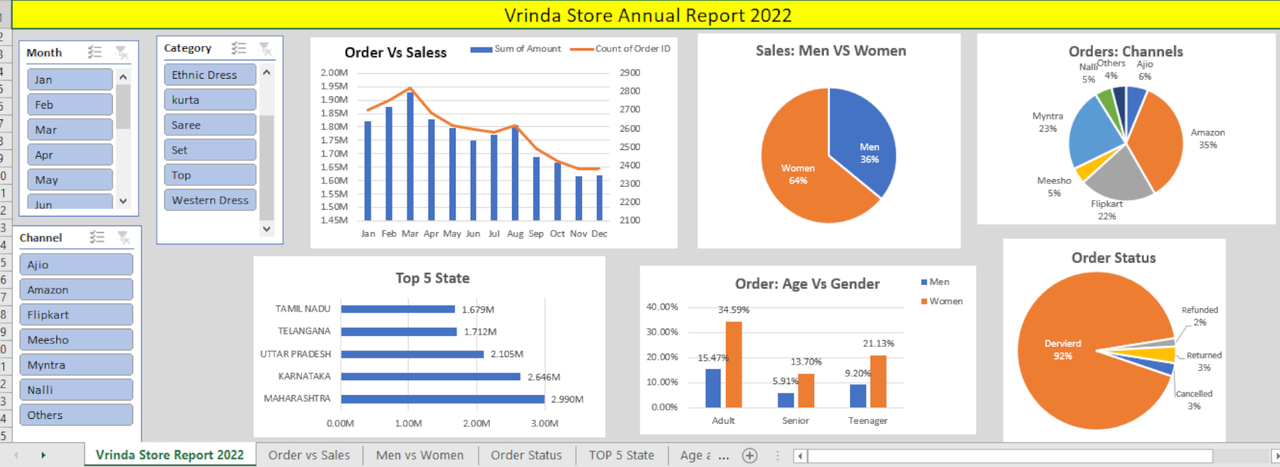 Vrinda Store Annual Report 2022
Month
Jan
Feb
Mar
Apr
May
Jun
Category
Ethnic Dress
kurta
Saree
Set
Top
Western Dress
Channel
Ajio
Amazon
Flipkart
Meesho
Myntra
Nalli
Others
Order Vs Saless
Sum of Amount
Count of Order ID
2.00M
1.95M
1.90M
1.85M
1.80M
1.75M
1.70M
1.65M
1.60M
1.55M
1.50M
1.45M
2900
2800
2700
2600
2500
2400
2300
2200
2100
Jan Feb Mar Apr May Jun Jul Aug Sep Oct Nov Dec
Sales: Men VS Women
Men
36%
Women
64%
Orders: Channels
Nalli
5%
Others
4%
Ajio
6%
Myntra
23%
Amazon
35%
Meesho
5%
Flipkart
22%
Top 5 State
TAMIL NADU 1.679M
TELANGANA 1.712M
UTTAR PRADESH 2.105M
KARNATAKA 2.646M
MAHARASHTRA 2.990M
0.00M 1.00M 2.00M 3.00M
Order: Age Vs Gender
Men
Women
40.00%
30.00%
20.00%
10.00%
0.00%
15.47%
34.59%
5.91%
13.70%
9.20%
21.13%
Adult Senior Teenager
Order Status
Dervierd
92%
Refunded
2%
Returned
3%
Cancelled
3%
Vrinda Store Report 2022
Order vs Sales
Men vs Women
Order Status
TOP 5 State
Age a ...